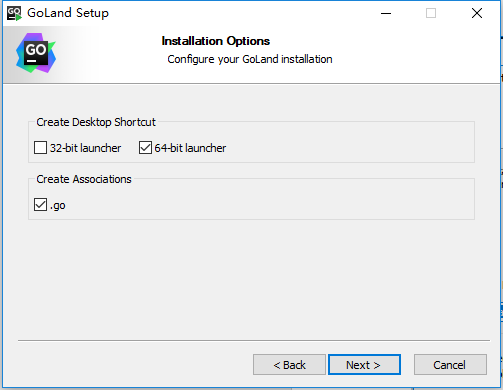 GoLand Setup
GO
Installation Options
Configure your GoLand installation
Create Desktop Shortcut
32-bit launcher 64-bit launcher
Create Associations
.go
< Back Next > Cancel